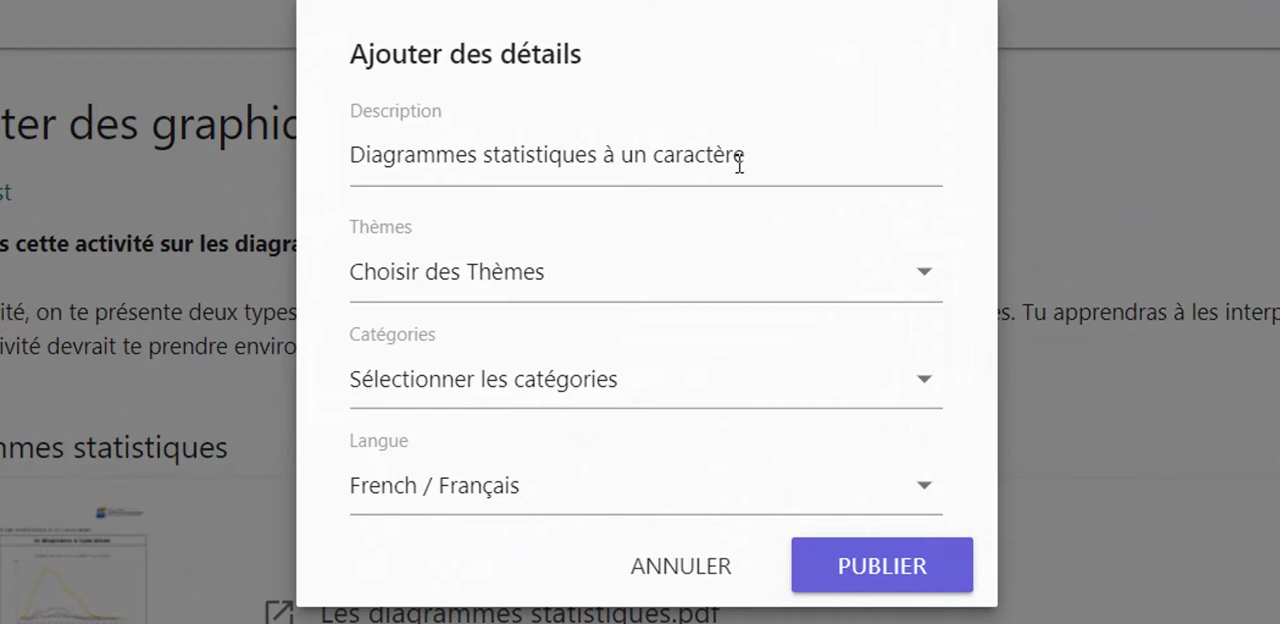 Ajouter des détails
ter des graphic
Description
Diagrammes statistiques à un caractère
st
Thèmes
s cette activité sur les diagra
Choisir des Thèmes
ité, on te présente deux types
es. Tu apprendras à les interp
Catégories
ivité devrait te prendre enviro
Sélectionner les catégories
Langue
mmes statistiques
French / Français
ANNULER
PUBLIER
Les diagrammes statistiques.pdf